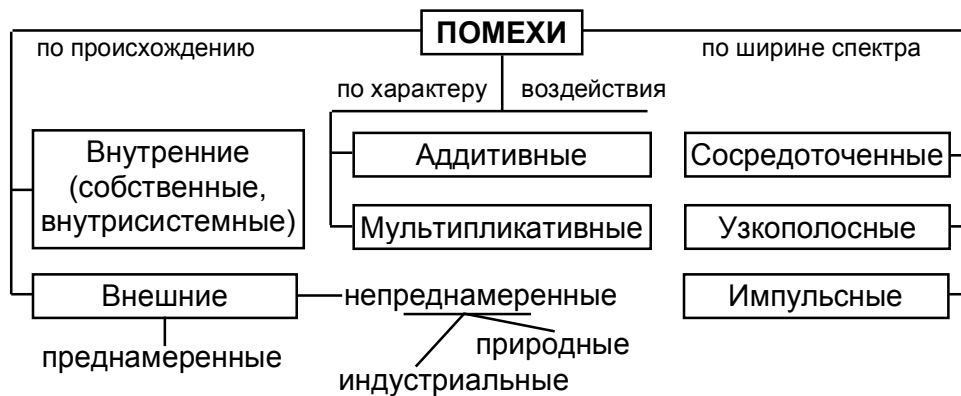 ПОМЕХИ
по происхождению
по ширине спектра
по характеру воздействия
Внутренние
(собственные,
внутрисистемные)
Аддитивные
Сосредоточенные
Мультипликативные
Узкополосные
Внешние
непреднамеренные
Импульсные
преднамеренные
природные
индустриальные